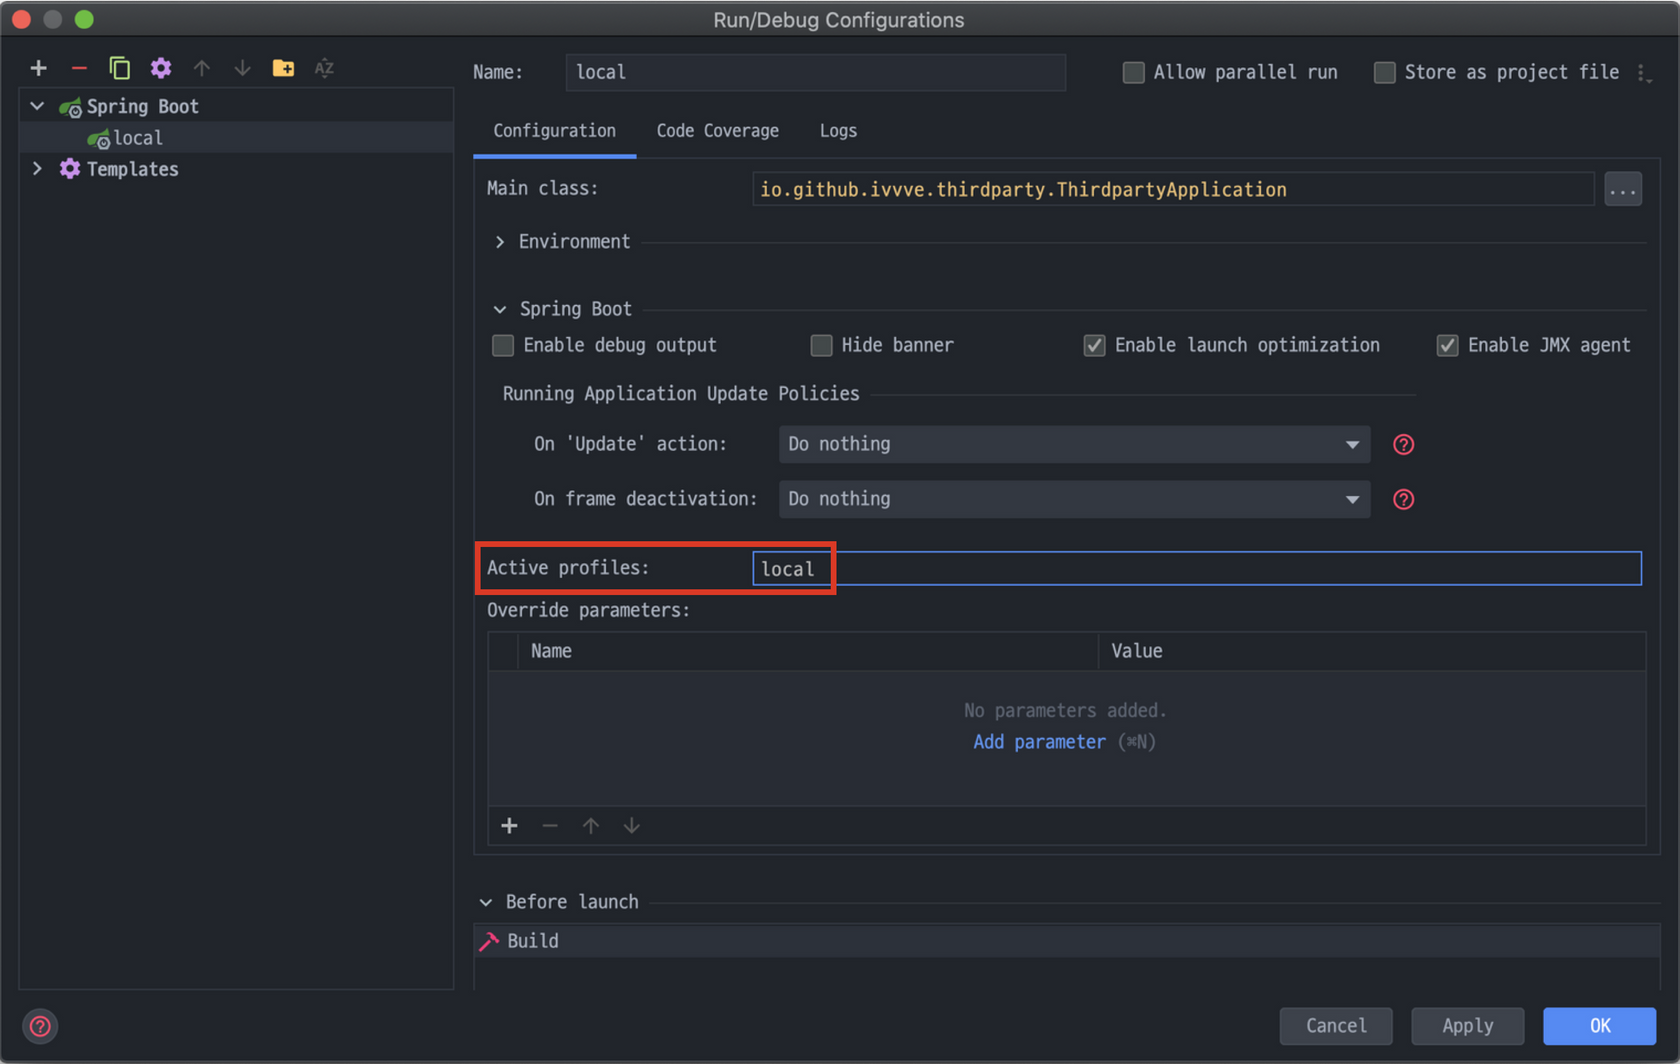 Run/Debug Configurations
Name: local
Allow parallel run
Store as project file
Spring Boot
local
Templates
Configuration Code Coverage Logs
Main class: io.github.ivvve.thirdparty.ThirdpartyApplication ...
Environment
Spring Boot
Enable debug output Hide banner Enable launch optimization Enable JMX agent
Running Application Update Policies
On 'Update' action: Do nothing ?
On frame deactivation: Do nothing ?
Active profiles: local
Override parameters:
Name Value
No parameters added.
Add parameter (⌘N)
Before launch
Build
? Cancel Apply OK